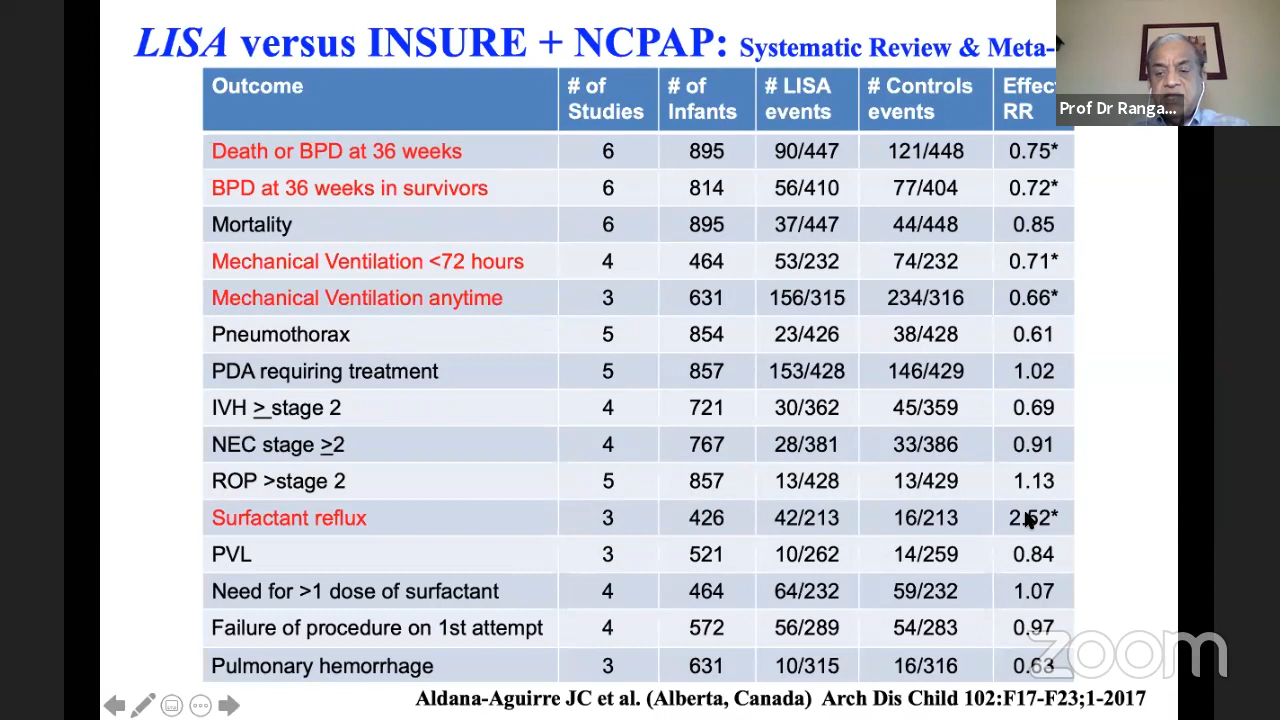 LISA versus INSURE + NCPAP: Systematic Review & Meta-
Prof Dr Ranga...
Outcome # of Studies # of Infants # LISA events # Controls events Effec RR
Death or BPD at 36 weeks 6 895 90/447 121/448 0.75*
BPD at 36 weeks in survivors 6 814 56/410 77/404 0.72*
Mortality 6 895 37/447 44/448 0.85
Mechanical Ventilation <72 hours 4 464 53/232 74/232 0.71*
Mechanical Ventilation anytime 3 631 156/315 234/316 0.66*
Pneumothorax 5 854 23/426 38/428 0.61
PDA requiring treatment 5 857 153/428 146/429 1.02
IVH > stage 2 4 721 30/362 45/359 0.69
NEC stage >2 4 767 28/381 33/386 0.91
ROP >stage 2 5 857 13/428 13/429 1.13
Surfactant reflux 3 426 42/213 16/213 2.52*
PVL 3 521 10/262 14/259 0.84
Need for >1 dose of surfactant 4 464 64/232 59/232 1.07
Failure of procedure on 1st attempt 4 572 56/289 54/283 0.97
Pulmonary hemorrhage 3 631 10/315 16/316 0.63
zoom
Aldana-Aguirre JC et al. (Alberta, Canada) Arch Dis Child 102:F17-F23;1-2017